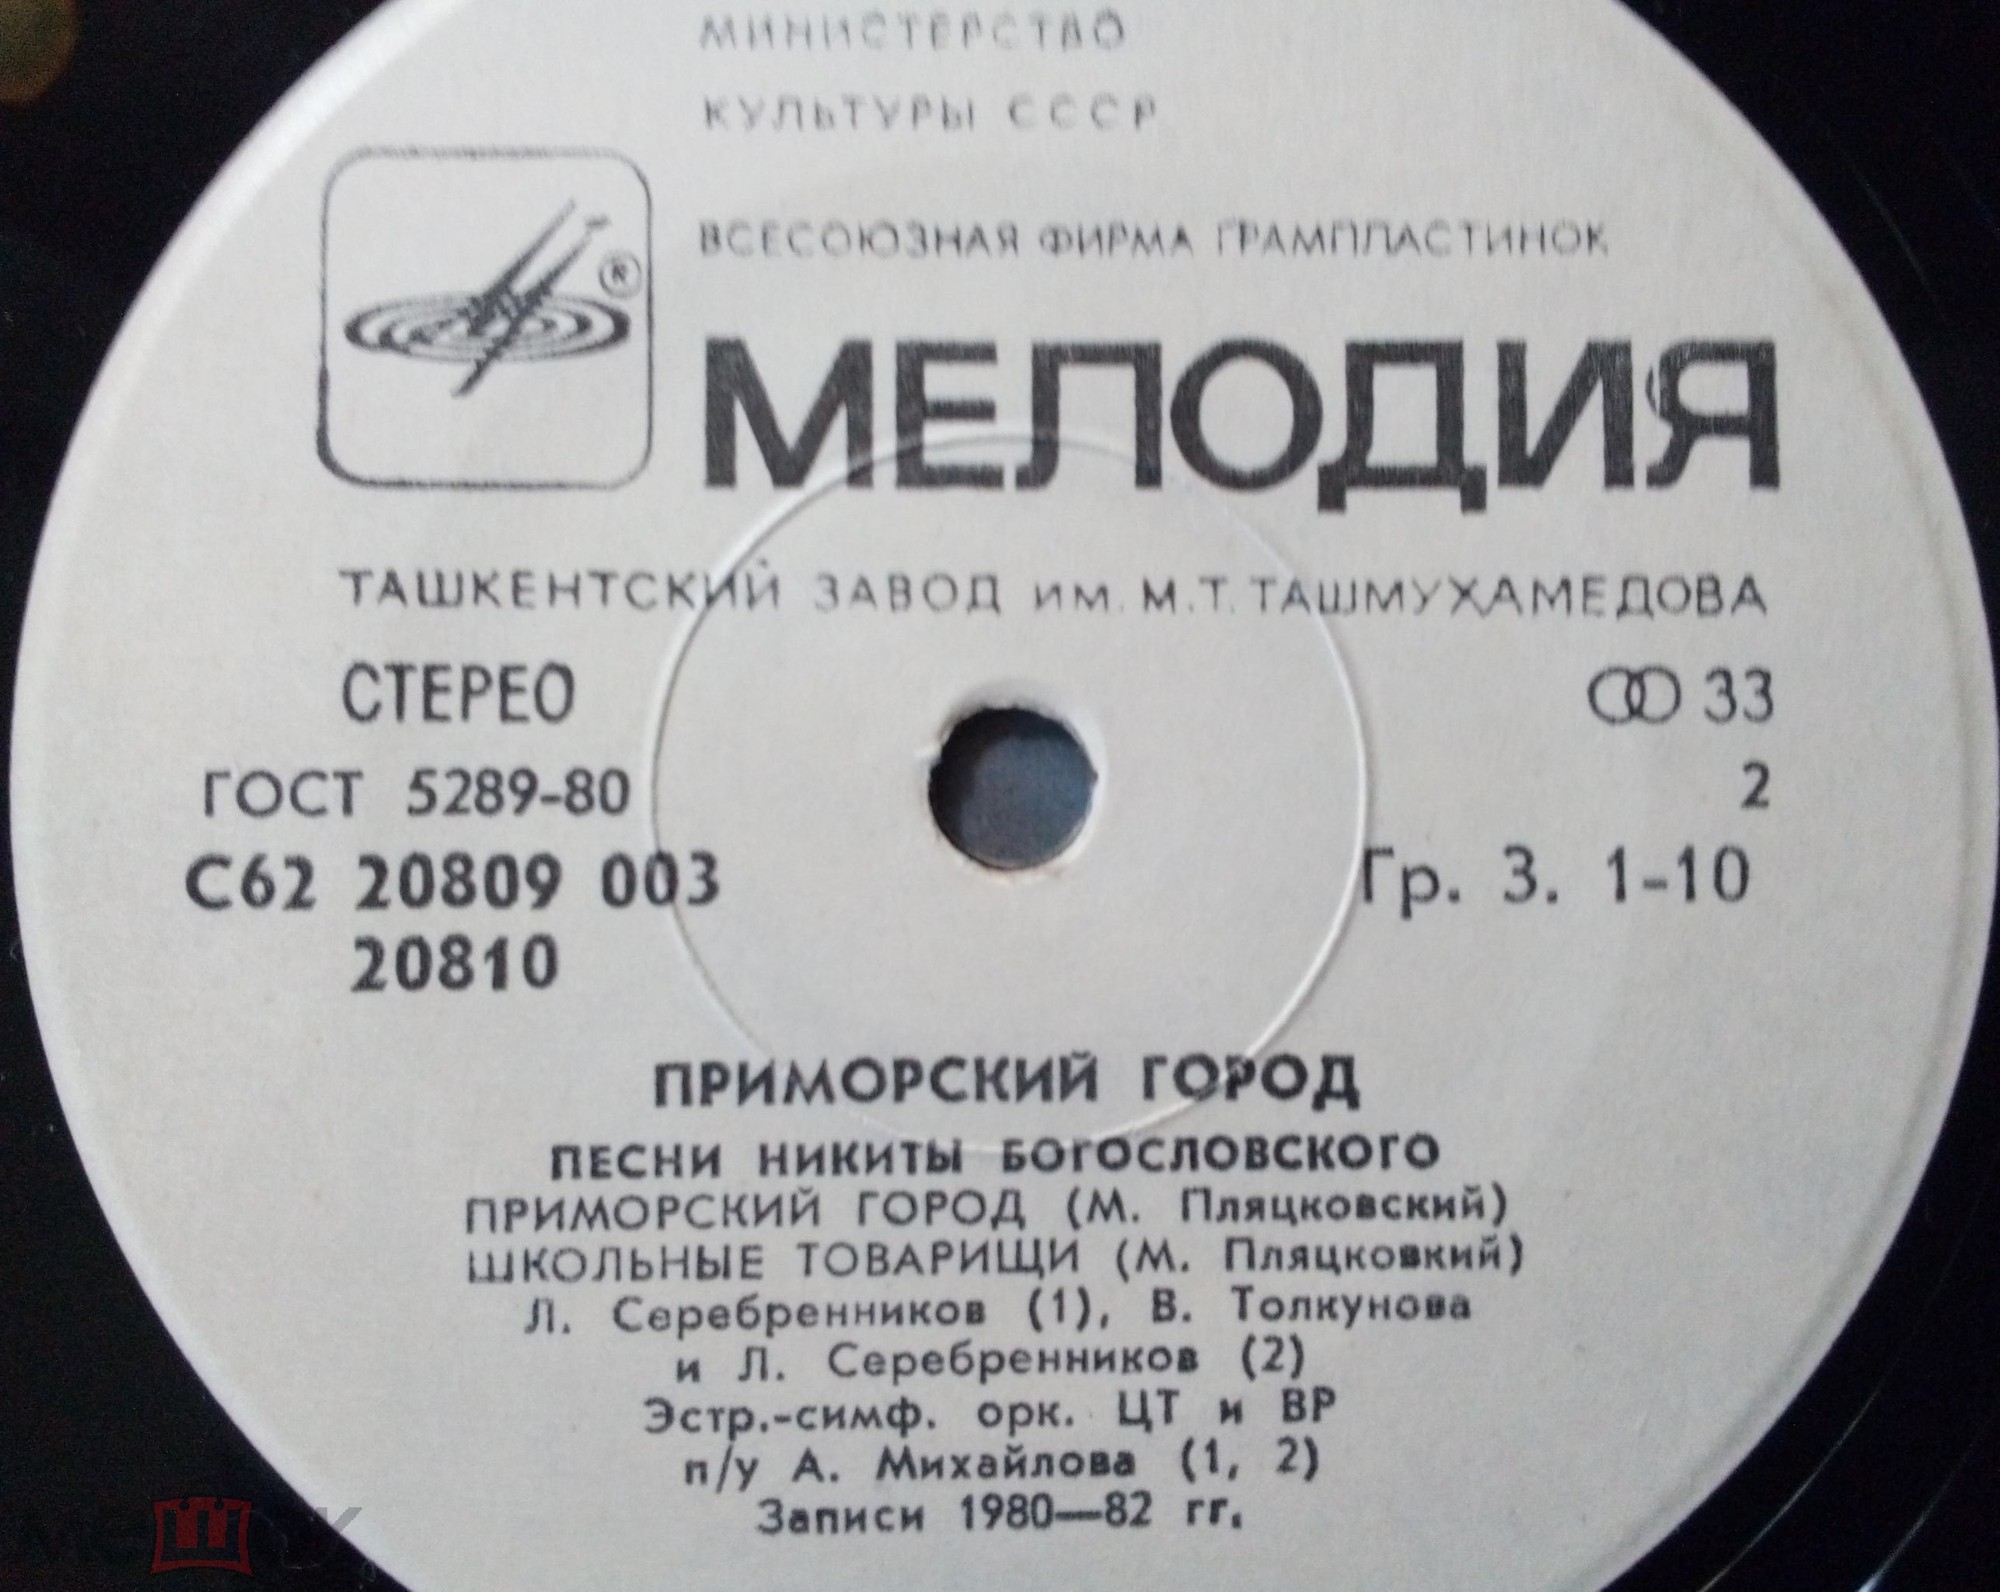 МИНИСТЕРСТВО
КУЛЬТУРЫ СССР
ВСЕСОЮЗНАЯ ФИРМА ГРАМПЛАСТИНОК
®
МЕЛОДИЯ
ТАШКЕНТСКИЙ ЗАВОД им. М.Т. ТАШМУХАМЕДОВА
СТЕРЕО
33
ГОСТ 5289-80
2
С62 20809 003
Гр. 3. 1-10
20810
ПРИМОРСКИЙ ГОРОД
ПЕСНИ НИКИТЫ БОГОСЛОВСКОГО
ПРИМОРСКИЙ ГОРОД (М. Пляцковский)
ШКОЛЬНЫЕ ТОВАРИЩИ (М. Пляцковкий)
Л. Серебренников (1), В. Толкунова
и Л. Серебренников (2)
Эстр.-симф. орк. ЦТ и ВР
п/у А. Михайлова (1, 2)
Записи 1980—82 гг.